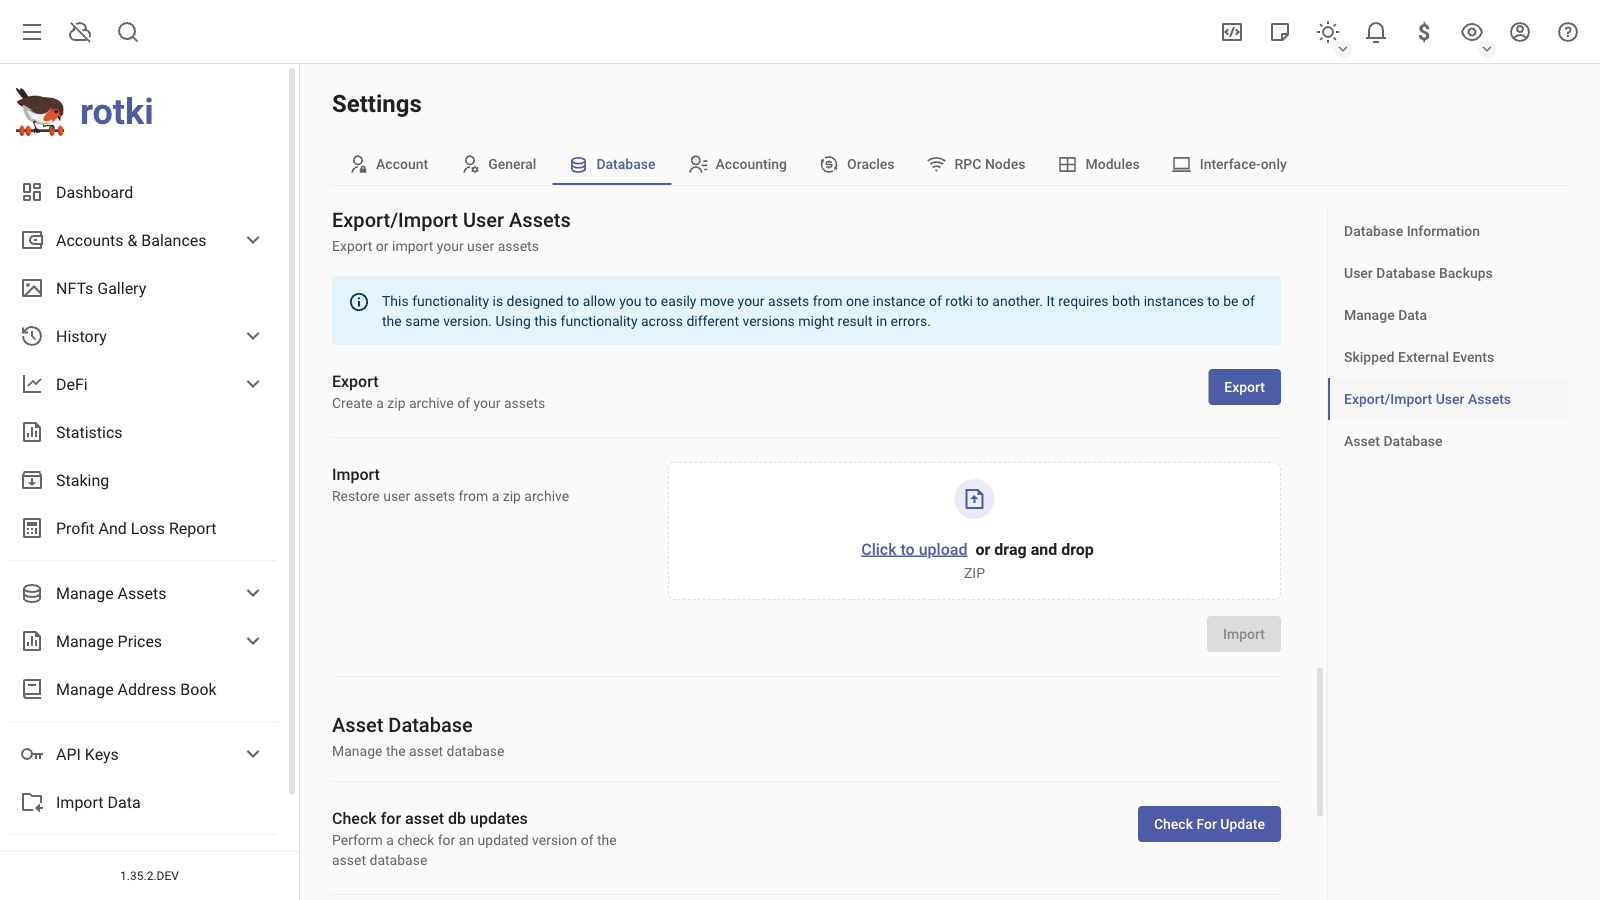 Settings
rotki
Account
General
Database
Accounting
Oracles
RPC Nodes
Modules
Interface-only
Dashboard
Accounts & Balances
NFTs Gallery
History
DeFi
Statistics
Staking
Profit And Loss Report
Manage Assets
Manage Prices
Manage Address Book
API Keys
Import Data
1.35.2.DEV
Export/Import User Assets
Export or import your user assets
This functionality is designed to allow you to easily move your assets from one instance of rotki to another. It requires both instances to be of
the same version. Using this functionality across different versions might result in errors.
Export
Create a zip archive of your assets
Export
Import
Restore user assets from a zip archive
Click to upload or drag and drop
ZIP
Import
Asset Database
Manage the asset database
Check for asset db updates
Perform a check for an updated version of the
asset database
Check For Update
Database Information
User Database Backups
Manage Data
Skipped External Events
Export/Import User Assets
Asset Database